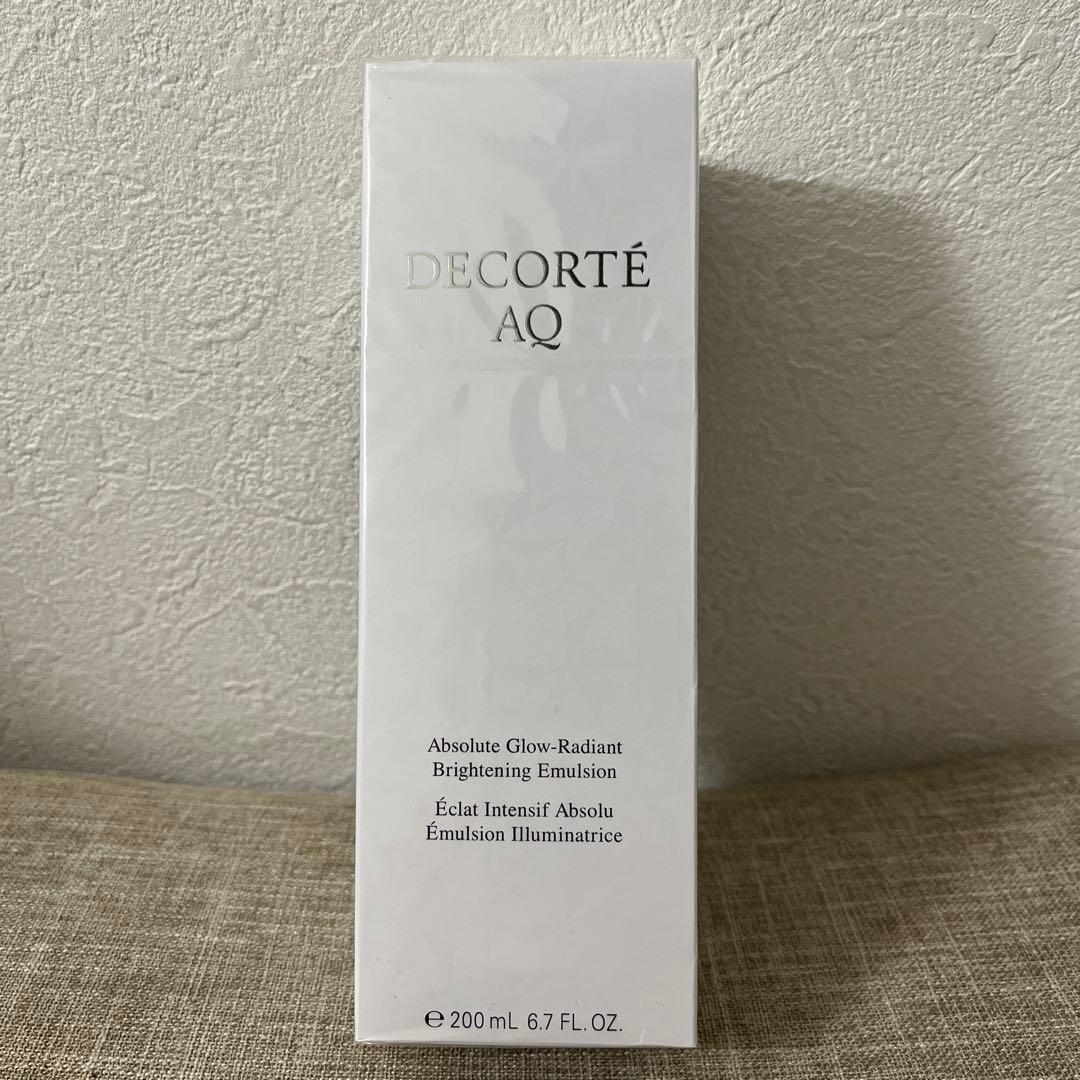 DECORTÉ
AQ
Absolute Glow-Radiant
Brightening Emulsion
Éclat Intensif Absolu
Émulsion Illuminatrice
℮ 200 mL 6.7 FL. OZ.